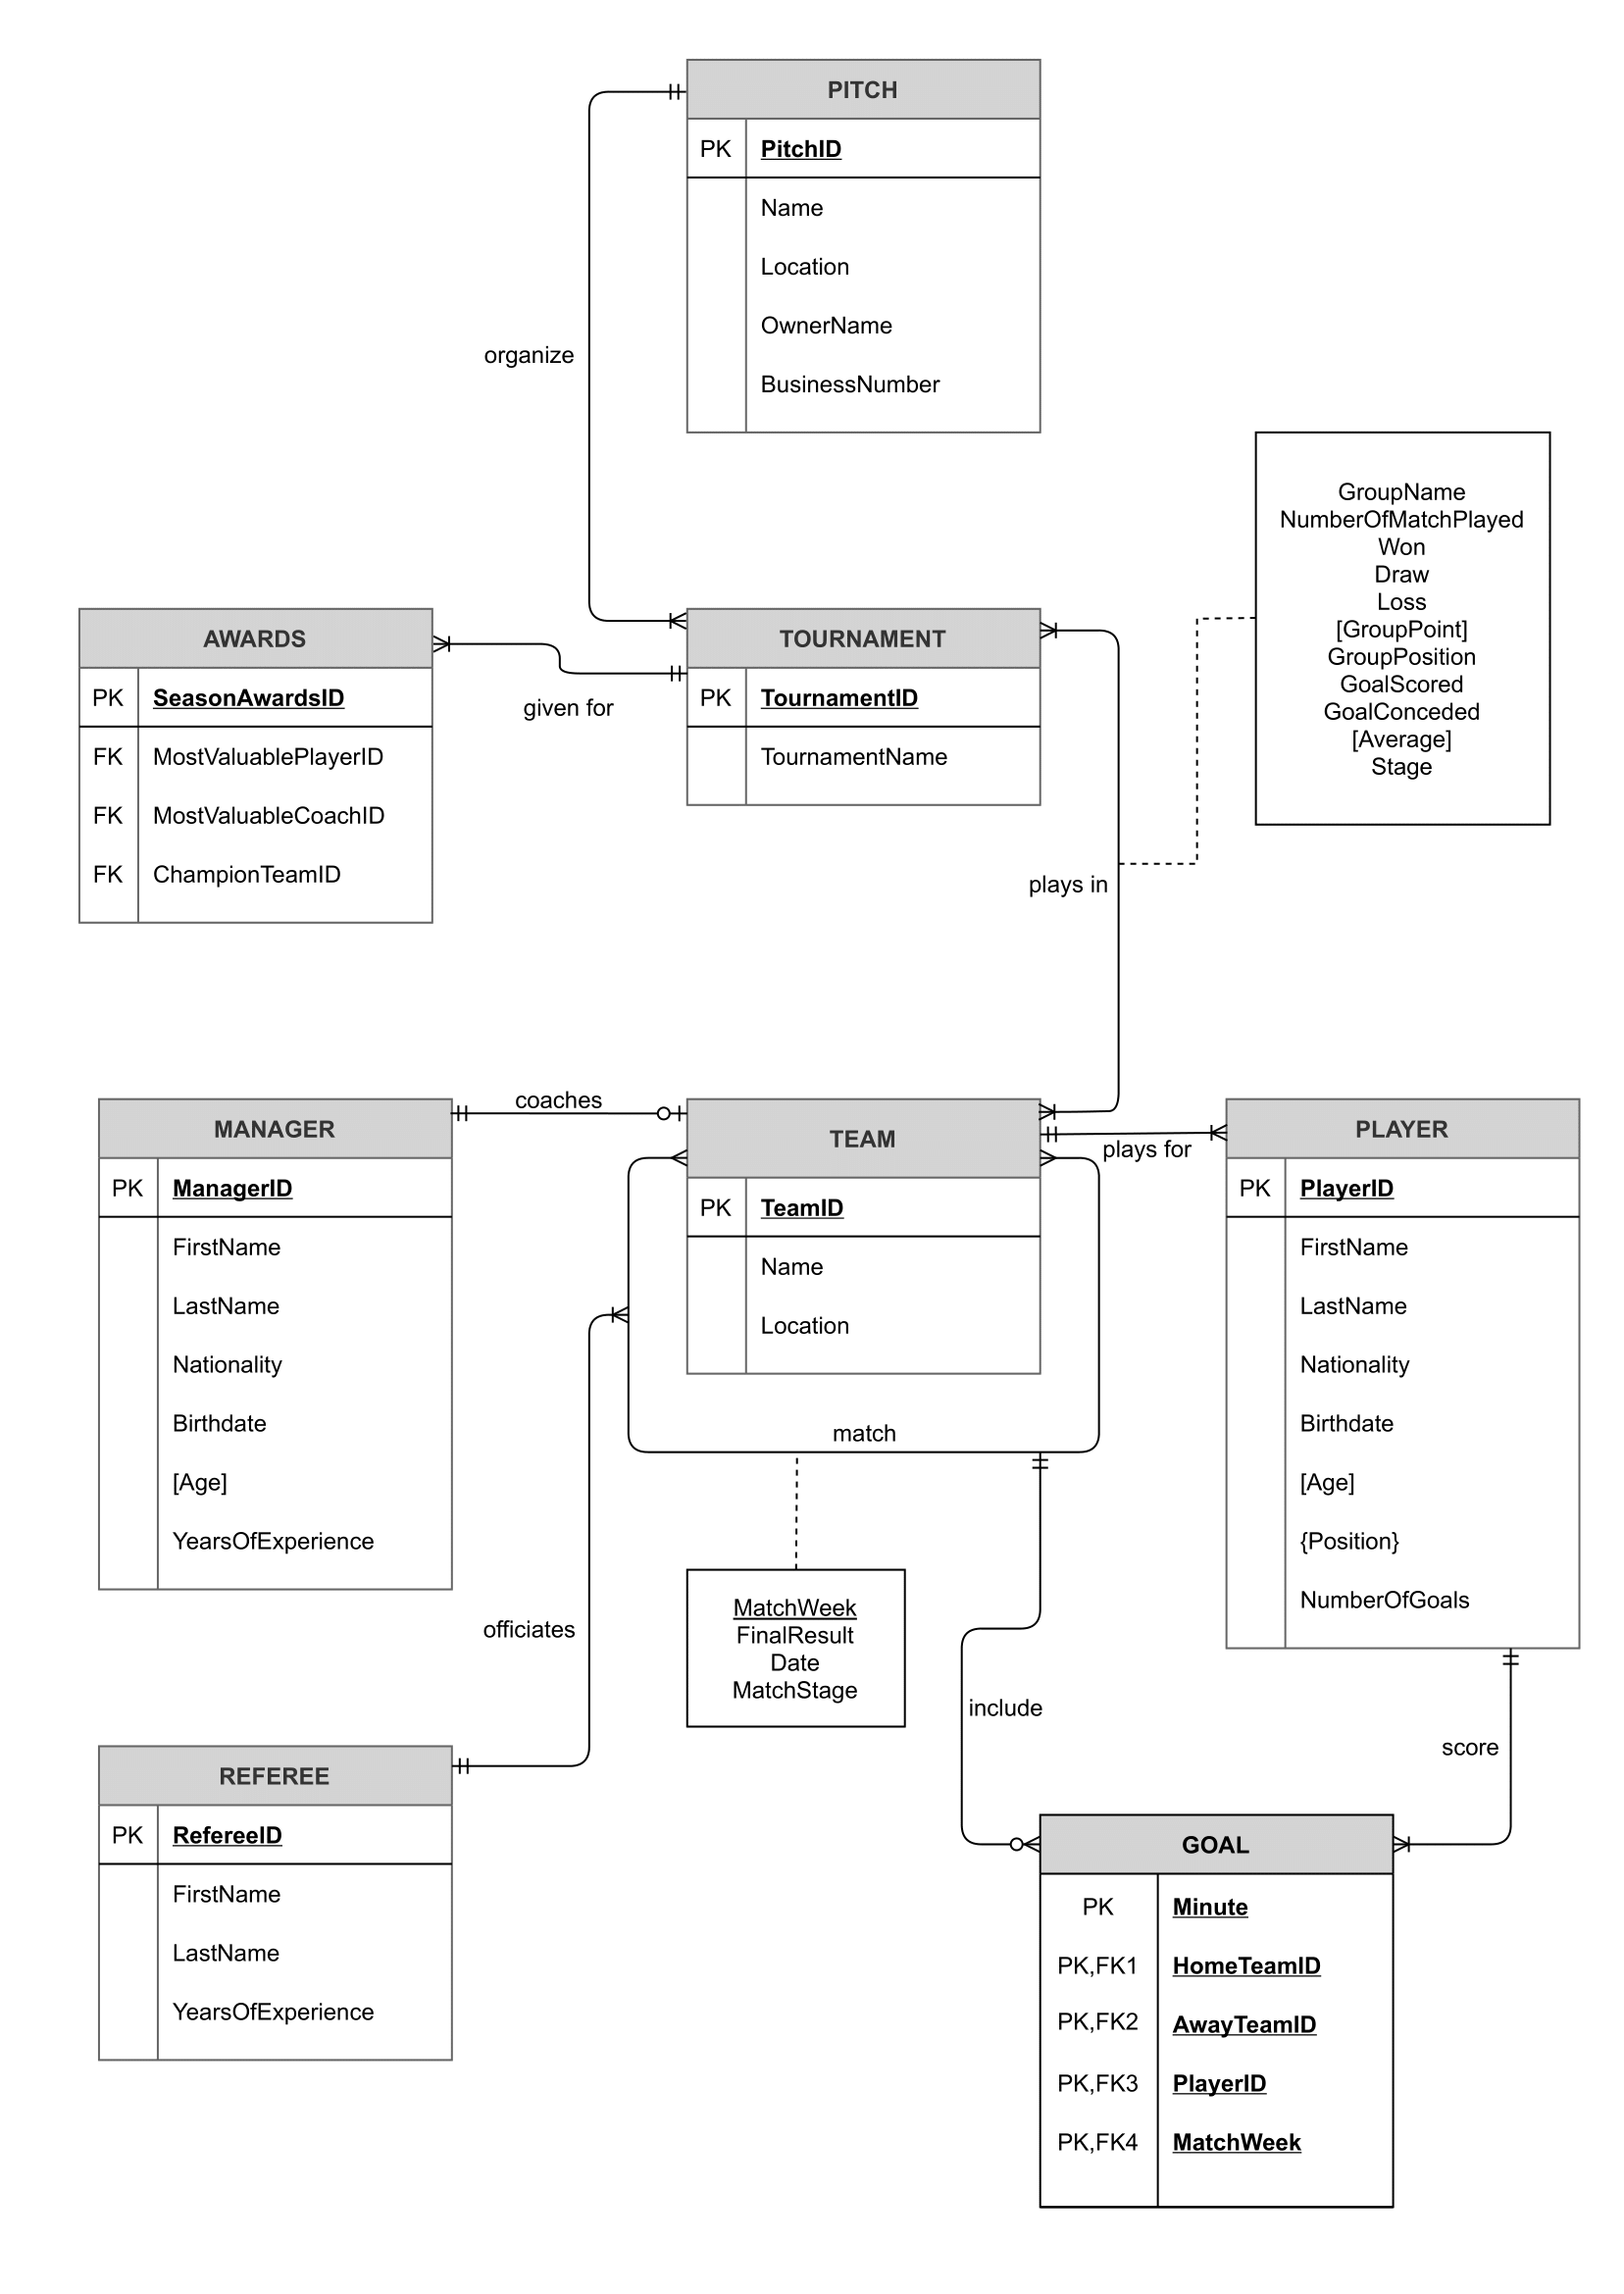 PITCH
PK PitchID
Name
Location
OwnerName
BusinessNumber
organize
GroupName
NumberOfMatchPlayed
Won
Draw
Loss
[GroupPoint]
GroupPosition
GoalScored
GoalConceded
[Average]
Stage
AWARDS
PK SeasonAwardsID
FK MostValuablePlayerID
FK MostValuableCoachID
FK ChampionTeamID
given for
TOURNAMENT
PK TournamentID
TournamentName
plays in
MANAGER
PK ManagerID
FirstName
LastName
Nationality
Birthdate
[Age]
YearsOfExperience
coaches
TEAM
PK TeamID
Name
Location
match
plays for
PLAYER
PK PlayerID
FirstName
LastName
Nationality
Birthdate
[Age]
{Position}
NumberOfGoals
officiates
MatchWeek
FinalResult
Date
MatchStage
include
score
REFEREE
PK RefereeID
FirstName
LastName
YearsOfExperience
GOAL
PK Minute
PK,FK1 HomeTeamID
PK,FK2 AwayTeamID
PK,FK3 PlayerID
PK,FK4 MatchWeek